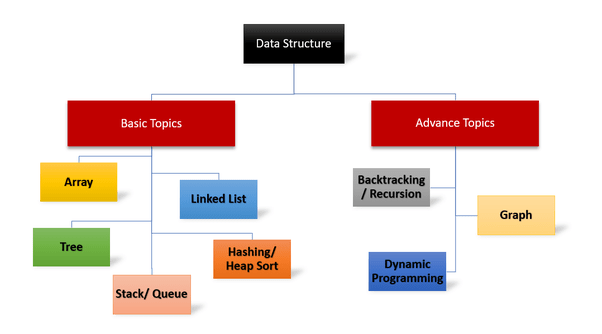 Data Structure
Basic Topics
Advance Topics
Array
Linked List
Backtracking
/ Recursion
Graph
Tree
Hashing/
Heap Sort
Stack/ Queue
Dynamic
Programming